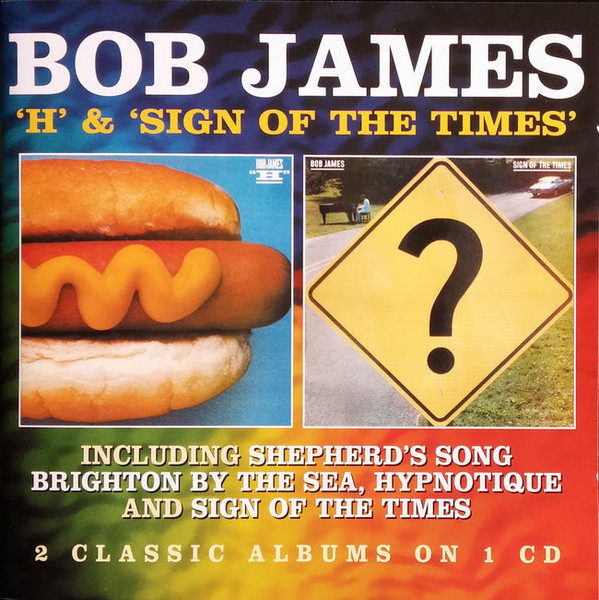 BOB JAMES
‘H’ & ‘SIGN OF THE TIMES’
BOB JAMES
"H"
BOB JAMES
SIGN OF THE TIMES
?
INCLUDING SHEPHERD'S SONG
BRIGHTON BY THE SEA, HYPNOTIQUE
AND SIGN OF THE TIMES
2 CLASSIC ALBUMS ON 1 CD